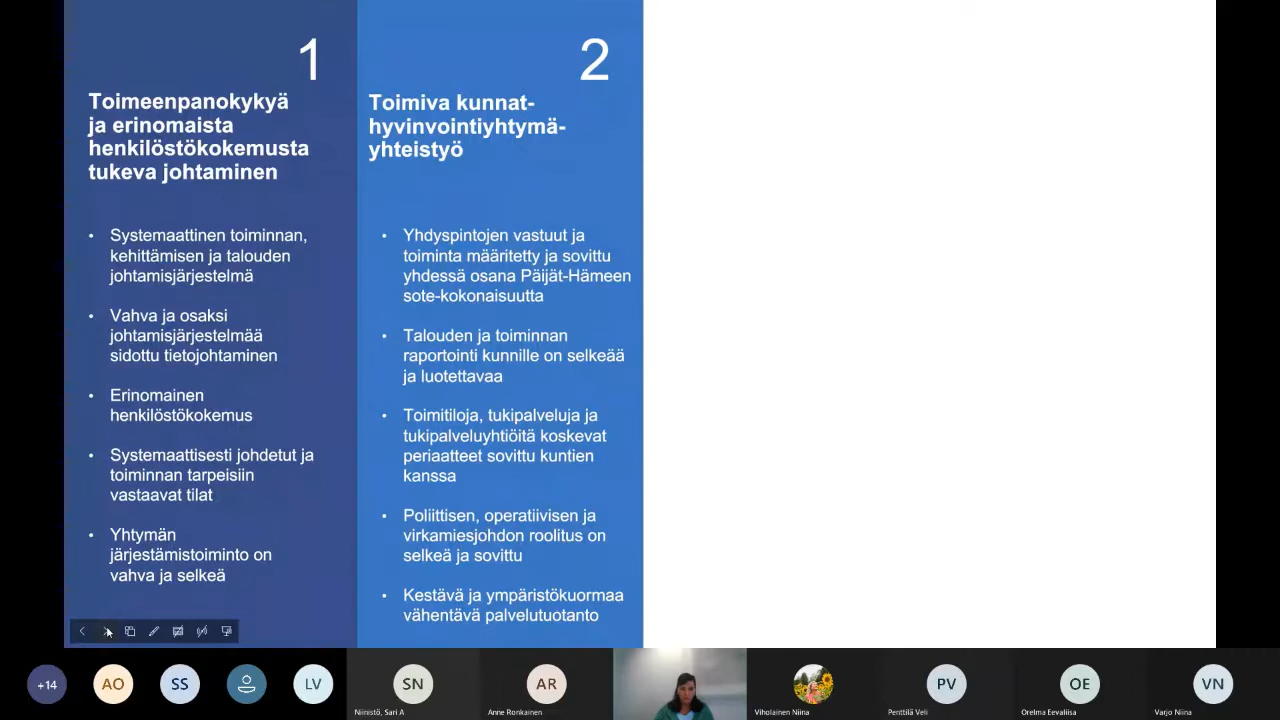 1
Toimeenpanokykyä
ja erinomaista
henkilöstökokemusta
tukeva johtaminen
• Systemaattinen toiminnan,
kehittämisen ja talouden
johtamisjärjestelmä
• Vahva ja osaksi
johtamisjärjestelmää
sidottu tietojohtaminen
• Erinomainen
henkilöstökokemus
• Systemaattisesti johdetut ja
toiminnan tarpeisiin
vastaavat tilat
• Yhtymän
järjestämistoiminto on
vahva ja selkeä
2
Toimiva kunnat-
hyvinvointiyhtymä-
yhteistyö
• Yhdyspintojen vastuut ja
toiminta määritetty ja sovittu
yhdessä osana Päijät-Hämeen
sote-kokonaisuutta
• Talouden ja toiminnan
raportointi kunnille on selkeää
ja luotettavaa
• Toimitiloja, tukipalveluja ja
tukipalveluyhtiöitä koskevat
periaatteet sovittu kuntien
kanssa
• Poliittisen, operatiivisen ja
virkamiesjohdon roolitus on
selkeä ja sovittu
• Kestävä ja ympäristökuormaa
vähentävä palvelutuotanto
+14
AO
SS
LV
SN
Niinistö, Sari A
AR
Anne Ronkainen
Viholainen Niina
PV
Penttilä Veli
OE
Orelma Eevaliisa
VN
Varjo Niina